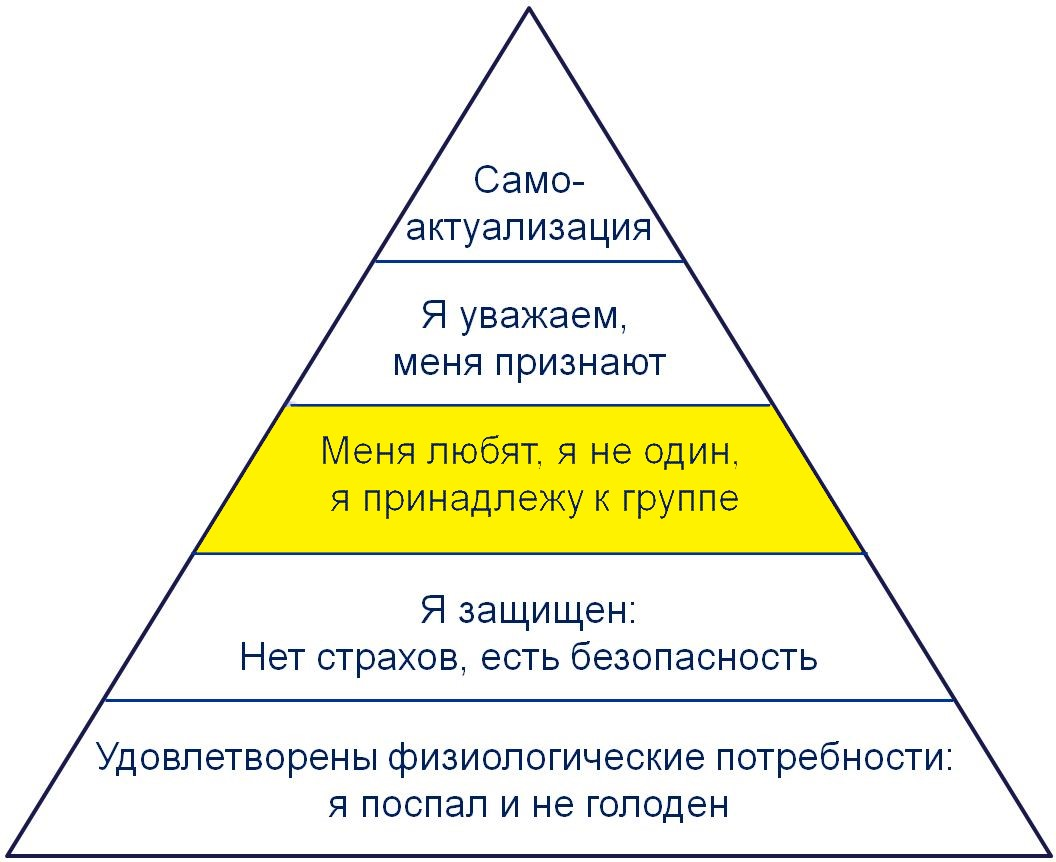 Само-
актуализация
Я уважаем,
меня признают
Меня любят, я не один,
я принадлежу к группе
Я защищен:
Нет страхов, есть безопасность
Удовлетворены физиологические потребности:
я поспал и не голоден